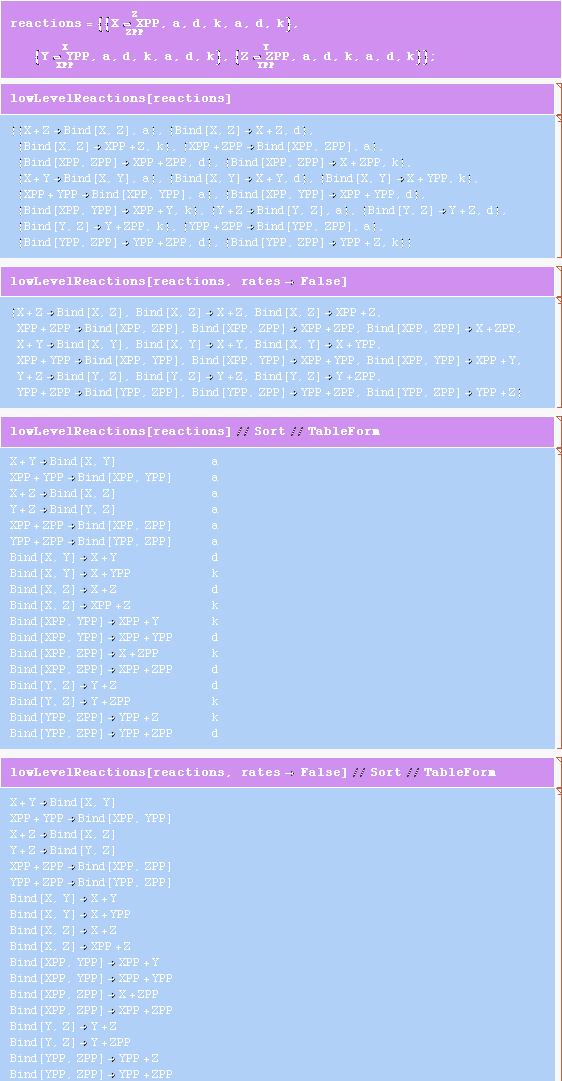 reactions = {{X ⇌ XPP, a, d, k, a, d, k},
Z
ZPP
{Y ⇌ YPP, a, d, k, a, d, k}, {Z ⇌ ZPP, a, d, k, a, d, k}};
X
XPP
Y
YPP
lowLevelReactions[reactions]
{{X + Z → Bind[X, Z], a}, {Bind[X, Z] → X + Z, d},
{Bind[X, Z] → XPP + Z, k}, {XPP + ZPP → Bind[XPP, ZPP], a},
{Bind[XPP, ZPP] → XPP + ZPP, d}, {Bind[XPP, ZPP] → X + ZPP, k},
{X + Y → Bind[X, Y], a}, {Bind[X, Y] → X + Y, d}, {Bind[X, Y] → X + YPP, k},
{XPP + YPP → Bind[XPP, YPP], a}, {Bind[XPP, YPP] → XPP + YPP, d},
{Bind[XPP, YPP] → XPP + Y, k}, {Y + Z → Bind[Y, Z], a}, {Bind[Y, Z] → Y + Z, d},
{Bind[Y, Z] → Y + ZPP, k}, {YPP + ZPP → Bind[YPP, ZPP], a},
{Bind[YPP, ZPP] → YPP + ZPP, d}, {Bind[YPP, ZPP] → YPP + Z, k}}
lowLevelReactions[reactions, rates → False]
{X + Z → Bind[X, Z], Bind[X, Z] → X + Z, Bind[X, Z] → XPP + Z,
XPP + ZPP → Bind[XPP, ZPP], Bind[XPP, ZPP] → XPP + ZPP, Bind[XPP, ZPP] → X + ZPP,
X + Y → Bind[X, Y], Bind[X, Y] → X + Y, Bind[X, Y] → X + YPP,
XPP + YPP → Bind[XPP, YPP], Bind[XPP, YPP] → XPP + YPP, Bind[XPP, YPP] → XPP + Y,
Y + Z → Bind[Y, Z], Bind[Y, Z] → Y + Z, Bind[Y, Z] → Y + ZPP,
YPP + ZPP → Bind[YPP, ZPP], Bind[YPP, ZPP] → YPP + ZPP, Bind[YPP, ZPP] → YPP + Z}
lowLevelReactions[reactions] // Sort // TableForm
X + Y → Bind[X, Y] a
XPP + YPP → Bind[XPP, YPP] a
X + Z → Bind[X, Z] a
Y + Z → Bind[Y, Z] a
XPP + ZPP → Bind[XPP, ZPP] a
YPP + ZPP → Bind[YPP, ZPP] a
Bind[X, Y] → X + Y d
Bind[X, Y] → X + YPP k
Bind[X, Z] → X + Z d
Bind[X, Z] → XPP + Z k
Bind[XPP, YPP] → XPP + Y k
Bind[XPP, YPP] → XPP + YPP d
Bind[XPP, ZPP] → X + ZPP k
Bind[XPP, ZPP] → XPP + ZPP d
Bind[Y, Z] → Y + Z d
Bind[Y, Z] → Y + ZPP k
Bind[YPP, ZPP] → YPP + Z k
Bind[YPP, ZPP] → YPP + ZPP d
lowLevelReactions[reactions, rates → False] // Sort // TableForm
X + Y → Bind[X, Y]
XPP + YPP → Bind[XPP, YPP]
X + Z → Bind[X, Z]
Y + Z → Bind[Y, Z]
XPP + ZPP → Bind[XPP, ZPP]
YPP + ZPP → Bind[YPP, ZPP]
Bind[X, Y] → X + Y
Bind[X, Y] → X + YPP
Bind[X, Z] → X + Z
Bind[X, Z] → XPP + Z
Bind[XPP, YPP] → XPP + Y
Bind[XPP, YPP] → XPP + YPP
Bind[XPP, ZPP] → X + ZPP
Bind[XPP, ZPP] → XPP + ZPP
Bind[Y, Z] → Y + Z
Bind[Y, Z] → Y + ZPP
Bind[YPP, ZPP] → YPP + Z
Bind[YPP, ZPP] → YPP + ZPP